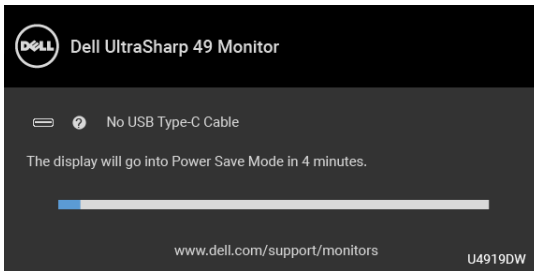 DELL
Dell UltraSharp 49 Monitor
? No USB Type-C Cable
The display will go into Power Save Mode in 4 minutes.
www.dell.com/support/monitors
U4919DW